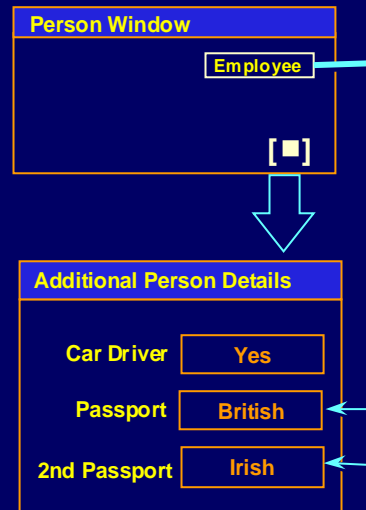 Person Window
Employee
[■]
Additional Person Details
Car Driver Yes
Passport British
2nd Passport Irish